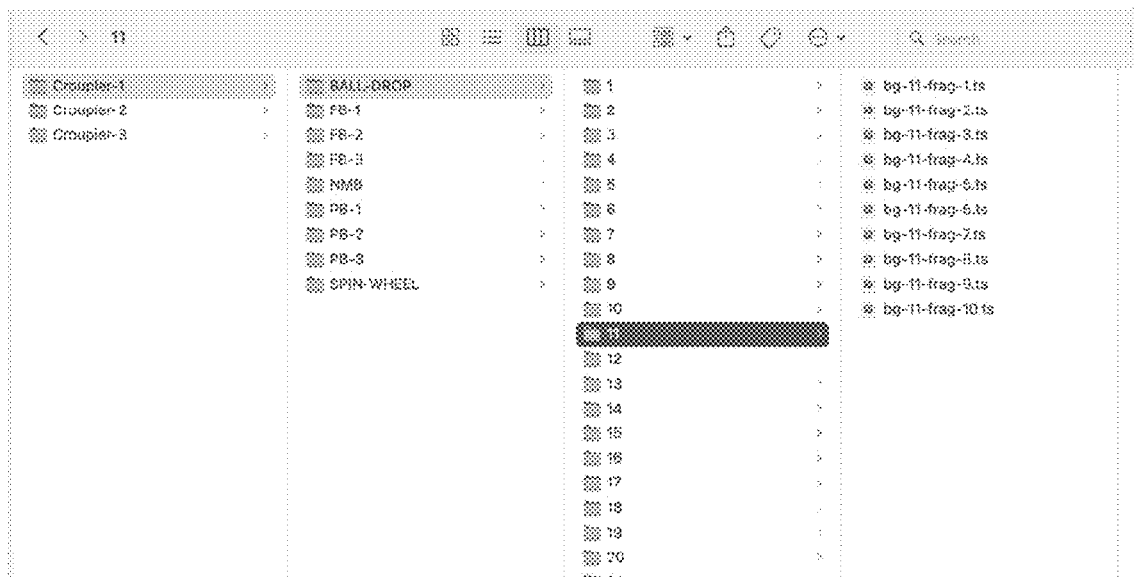 11
Search
Croupier-1
Croupier-2
Croupier-3
BALL-DROP
FB-1
FB-2
FB-3
NMB
PB-1
PB-2
PB-3
SPIN-WHEEL
1
2
3
4
5
6
7
8
9
10
11
12
13
14
15
16
17
18
19
20
bg-11-frag-1.ts
bg-11-frag-2.ts
bg-11-frag-3.ts
bg-11-frag-4.ts
bg-11-frag-5.ts
bg-11-frag-6.ts
bg-11-frag-7.ts
bg-11-frag-8.ts
bg-11-frag-9.ts
bg-11-frag-10.ts